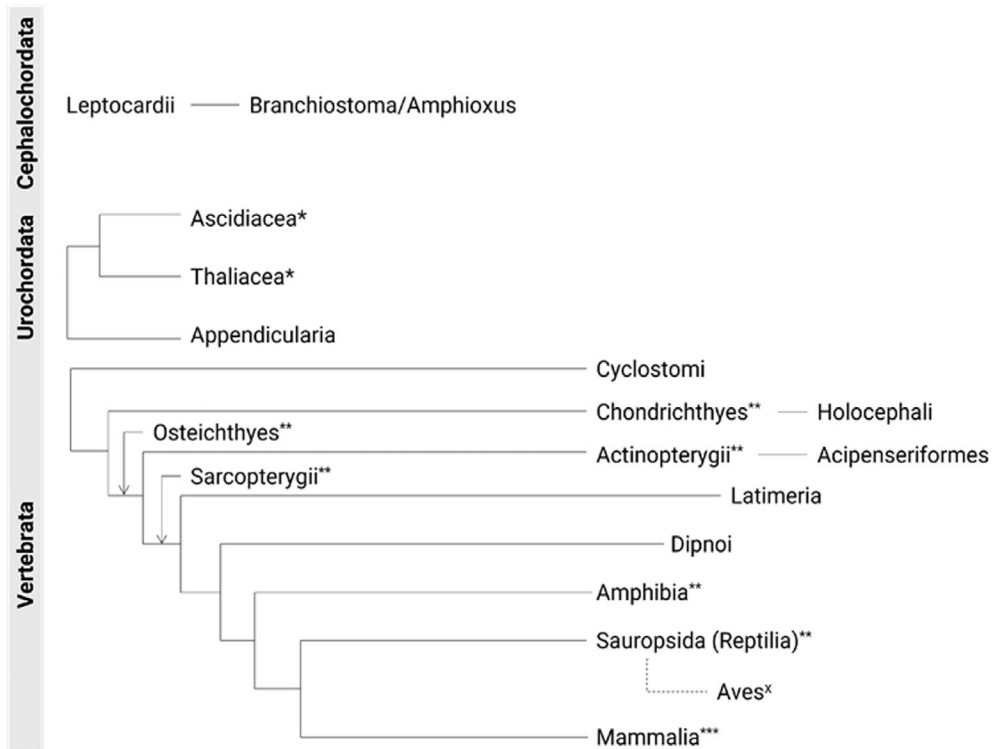 Cephalochordata
Leptocardii
Branchiostoma/Amphioxus
Urochordata
Ascidiacea*
Thaliacea*
Appendicularia
Vertebrata
Cyclostomi
Chondrichthyes**
Holocephali
Osteichthyes**
Actinopterygii**
Acipenseriformes
Sarcopterygii**
Latimeria
Dipnoi
Amphibia**
Sauropsida (Reptilia)**
Avesˣ
Mammalia***